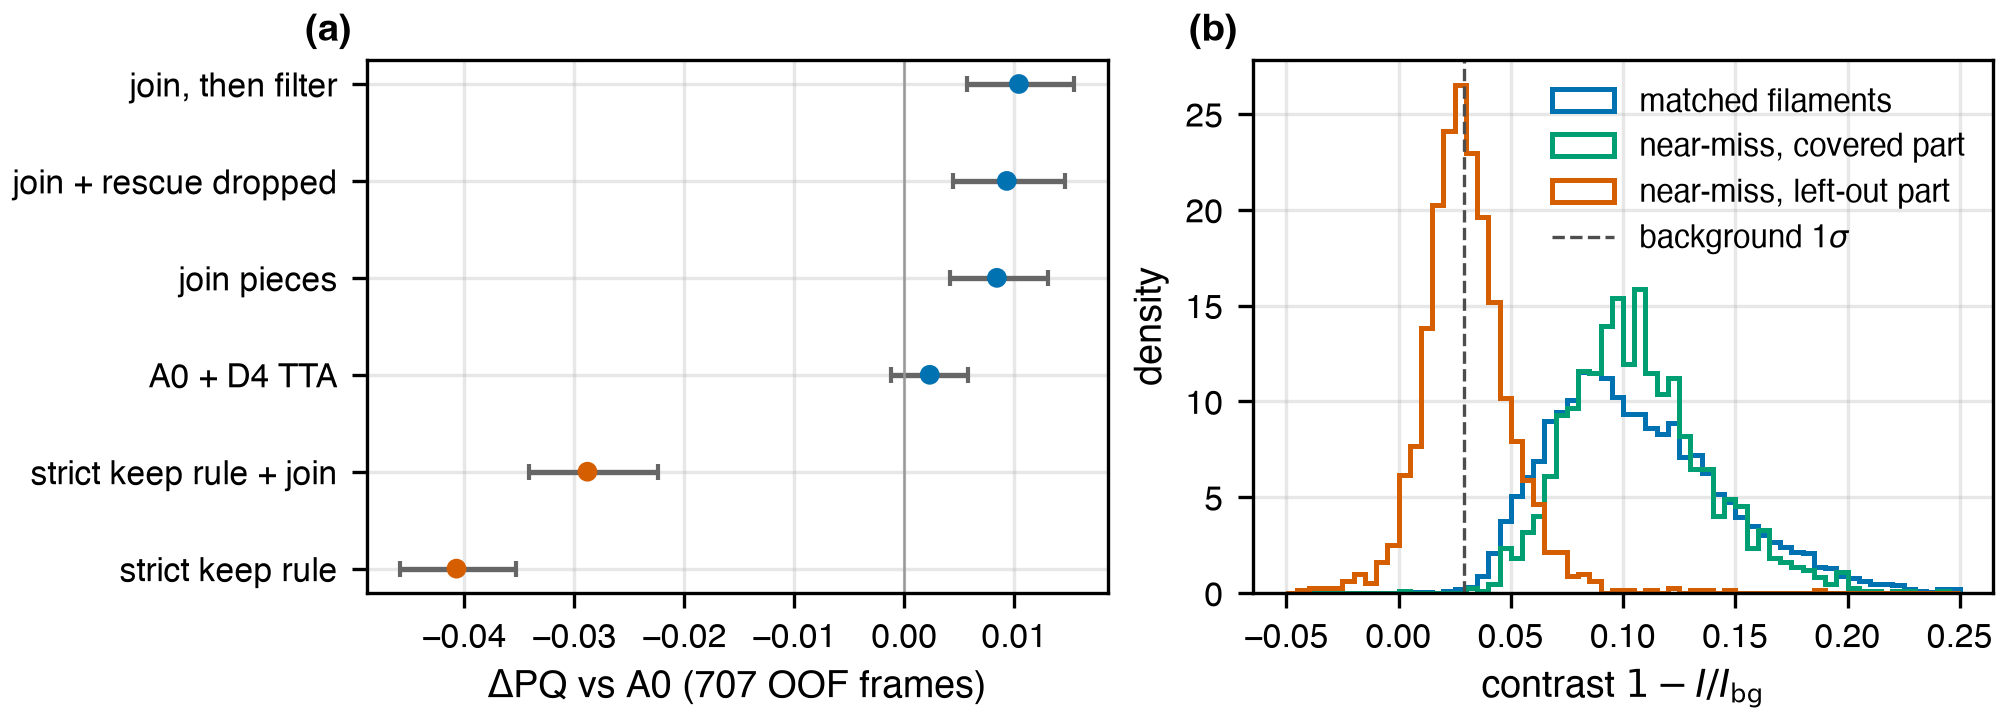 (a)
join, then filter
join + rescue dropped
join pieces
A0 + D4 TTA
strict keep rule + join
strict keep rule
−0.04 −0.03 −0.02 −0.01 0.00 0.01
ΔPQ vs A0 (707 OOF frames)
(b)
matched filaments
near-miss, covered part
near-miss, left-out part
background 1σ
density
25
20
15
10
5
0
−0.05 0.00 0.05 0.10 0.15 0.20 0.25
contrast 1 − I/I_bg